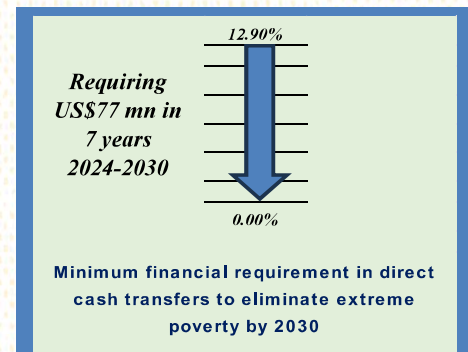 12.90%
Requiring
US$77 mn in
7 years
2024-2030
0.00%
Minimum financial requirement in direct
cash transfers to eliminate extreme
poverty by 2030